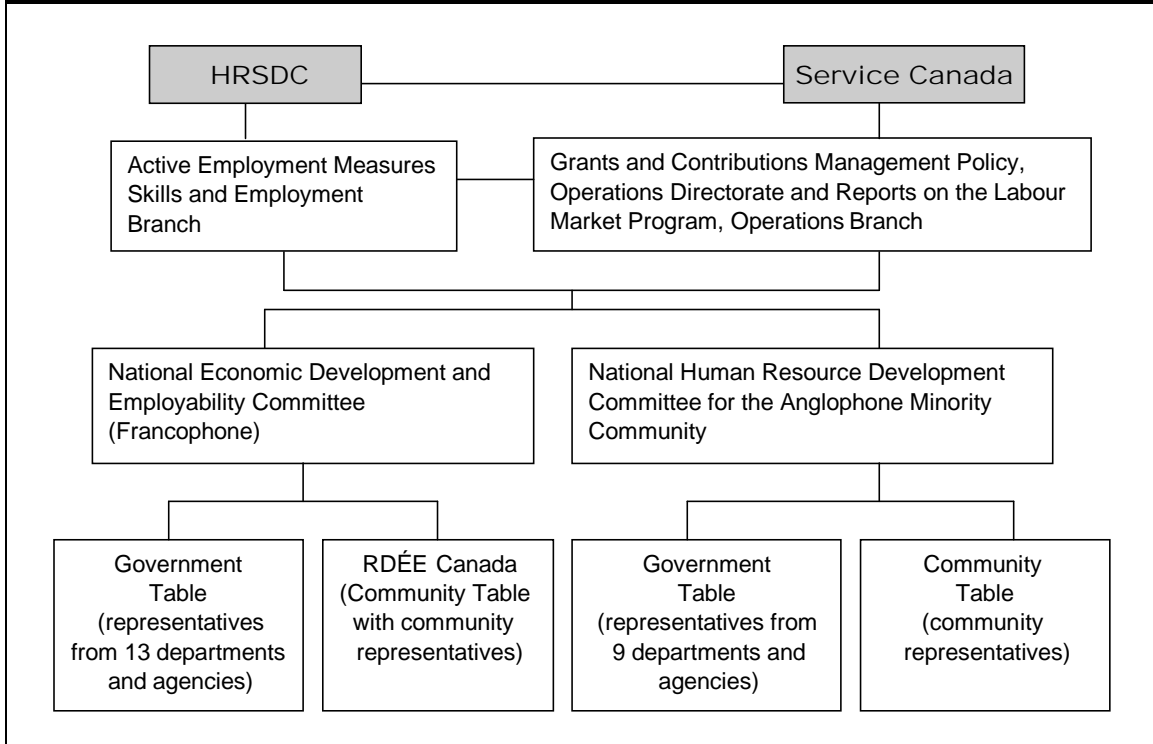 HRSDC
Service Canada
Active Employment Measures
Skills and Employment
Branch
Grants and Contributions Management Policy,
Operations Directorate and Reports on the Labour
Market Program, Operations Branch
National Economic Development and
Employability Committee
(Francophone)
National Human Resource Development
Committee for the Anglophone Minority
Community
Government
Table
(representatives
from 13 departments
and agencies)
RDÉE Canada
(Community Table
with community
representatives)
Government
Table
(representatives from
9 departments and
agencies)
Community
Table
(community
representatives)